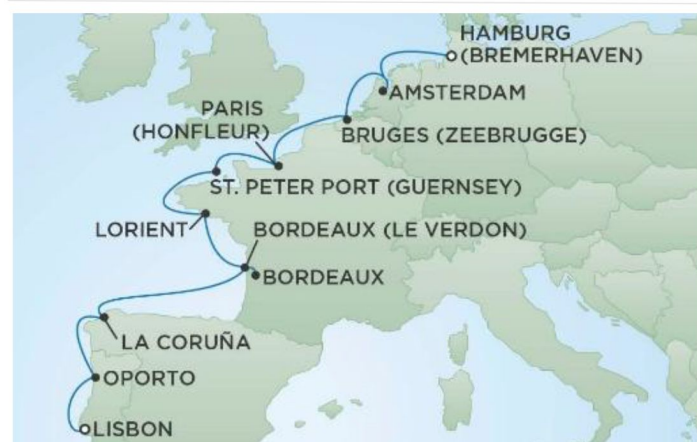 HAMBURG
(BREMERHAVEN)
AMSTERDAM
PARIS
(HONFLEUR)
BRUGES (ZEEBRUGGE)
ST. PETER PORT (GUERNSEY)
LORIENT
BORDEAUX (LE VERDON)
BORDEAUX
LA CORUÑA
OPORTO
LISBON